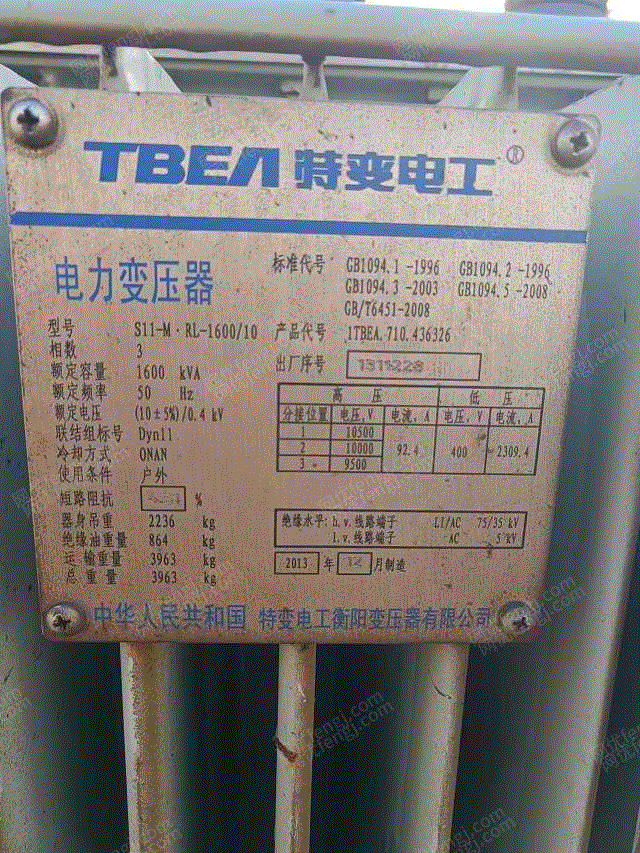 TBEA 特变电工®
电力变压器
标准代号 GB1094.1-1996 GB1094.2-1996
GB1094.3-2003 GB1094.5-2008
GB/T6451-2008
型号 S11-M·RL-1600/10
产品代号 1TBEA.710.436326
相数 3
出厂序号
额定容量 1600 kVA
额定频率 50 Hz
额定电压 (10±5%)/0.4 kV
联结组标号 Dyn11
冷却方式 ONAN
使用条件 户外
短路阻抗 %
器身吊重 2236 kg
绝缘油重量 864 kg
运输重量 3963 kg
总重量 3963 kg
高压 低压
分接位置 电压,V 电流,A 电压,V 电流,A
1 10500
2 10000 92.4 400 2309.4
3 9500
绝缘水平: h.v.线路端子 LI/AC 75/35 kV
l.v.线路端子 AC 5 kV
2013 年 12 月制造
中华人民共和国 特变电工衡阳变压器有限公司